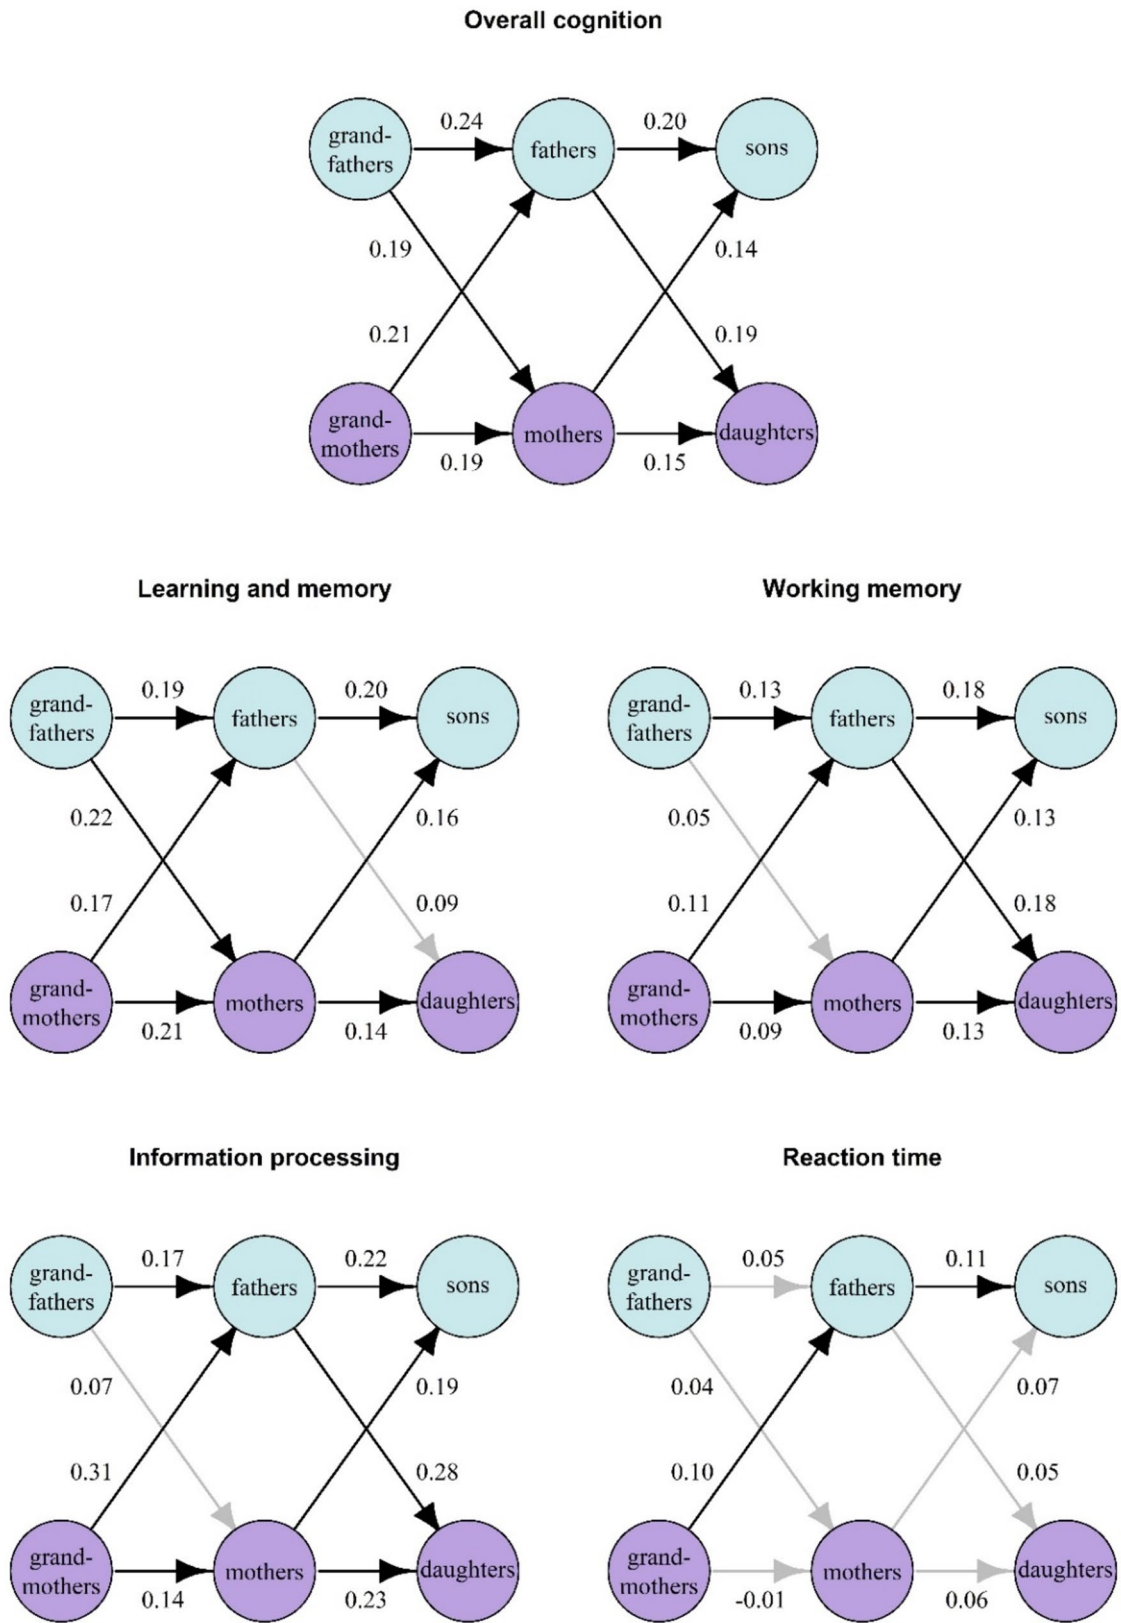 Overall cognition
grand-
fathers
0.24
fathers
0.20
sons
0.19
0.14
0.21
0.19
grand-
mothers
0.19
mothers
0.15
daughters
Learning and memory
grand-
fathers
0.19
fathers
0.20
sons
0.22
0.16
0.17
0.09
grand-
mothers
0.21
mothers
0.14
daughters
Working memory
grand-
fathers
0.13
fathers
0.18
sons
0.05
0.13
0.11
0.18
grand-
mothers
0.09
mothers
0.13
daughters
Information processing
grand-
fathers
0.17
fathers
0.22
sons
0.07
0.19
0.31
0.28
grand-
mothers
0.14
mothers
0.23
daughters
Reaction time
grand-
fathers
0.05
fathers
0.11
sons
0.04
0.07
0.10
0.05
grand-
mothers
-0.01
mothers
0.06
daughters